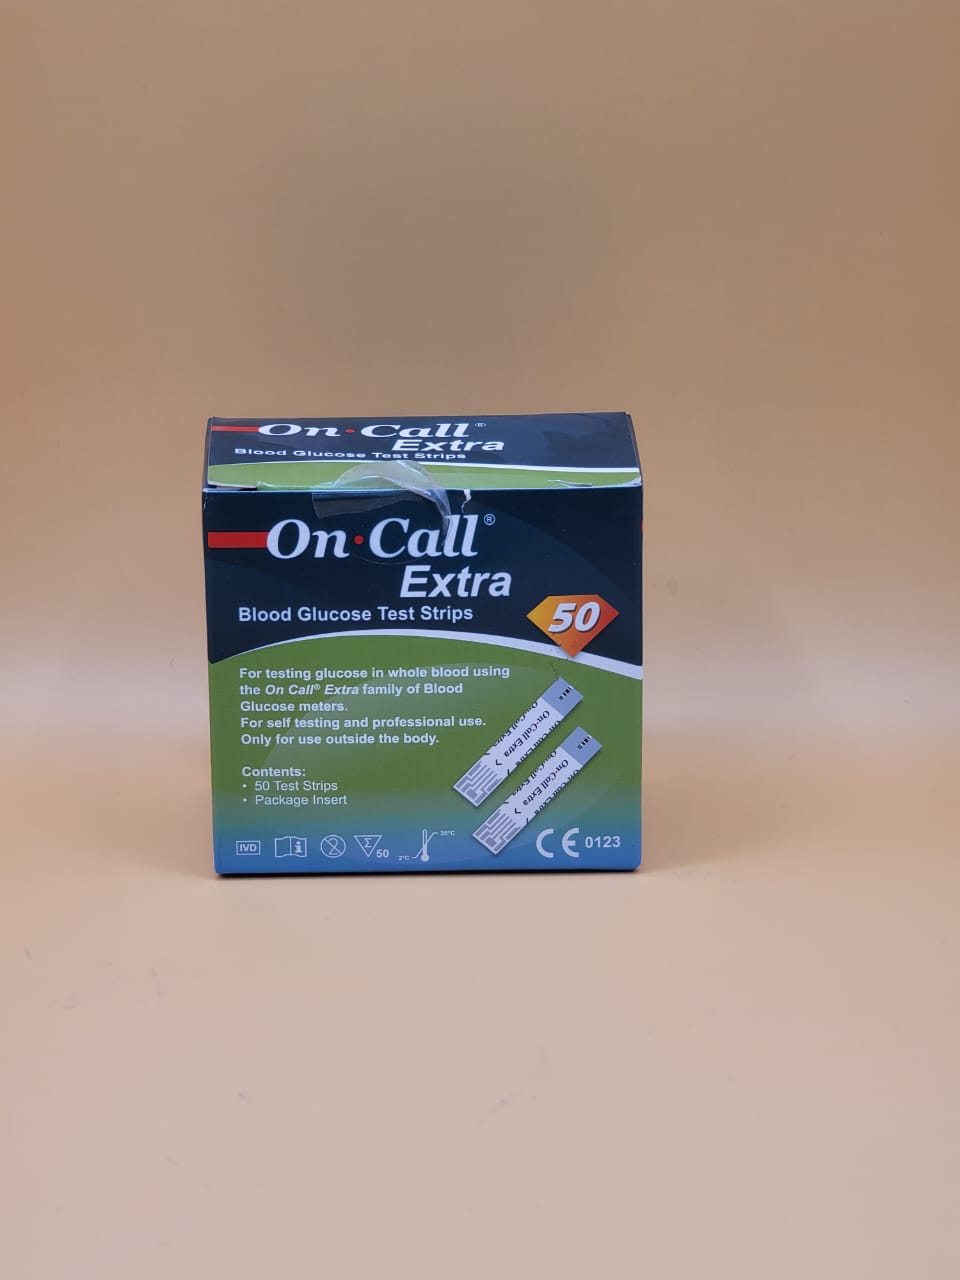 On·Call®
Extra
Blood Glucose Test Strips
On·Call®
Extra
Blood Glucose Test Strips
50
For testing glucose in whole blood using
the On Call® Extra family of Blood
Glucose meters.
For self testing and professional use.
Only for use outside the body.
Contents:
• 50 Test Strips
• Package Insert
On·Call Extra
On·Call Extra
IVD
i
2
Σ
50
2°C
35°C
CE 0123